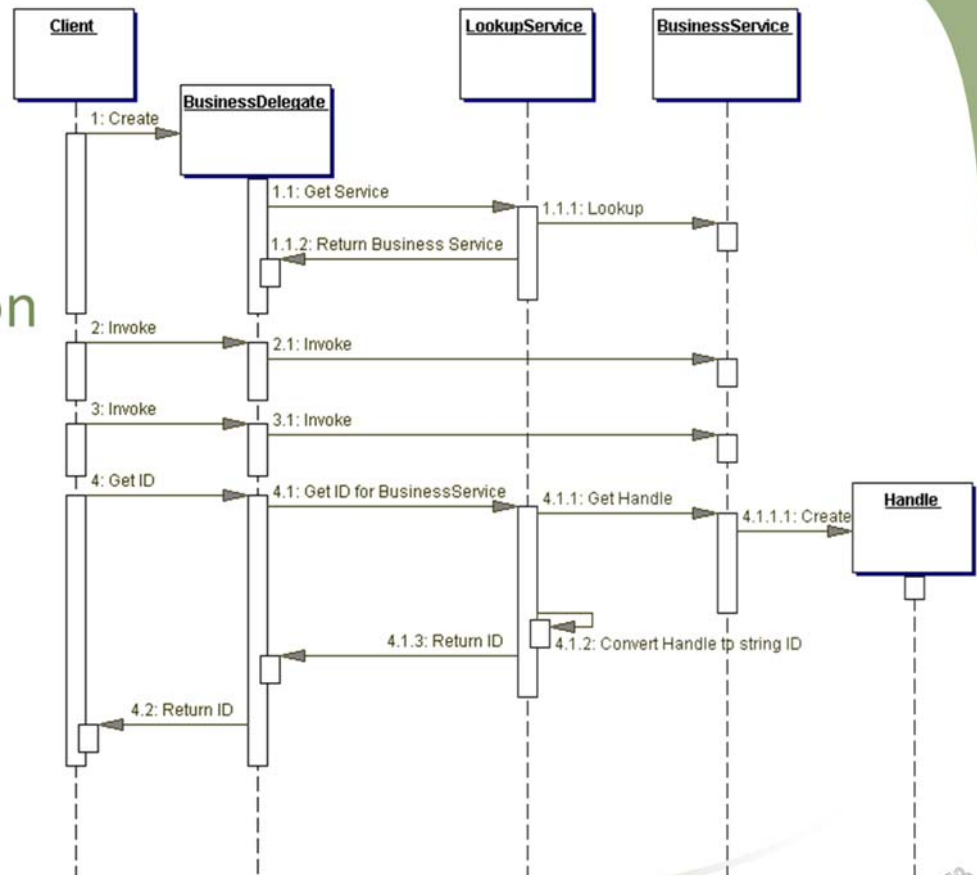 Client
LookupService
BusinessService
BusinessDelegate
1: Create
1.1: Get Service
1.1.1: Lookup
1.1.2: Return Business Service
on
2: Invoke
2.1: Invoke
3: Invoke
3.1: Invoke
4: Get ID
4.1: Get ID for BusinessService
4.1.1: Get Handle
Handle
4.1.1.1: Create
4.1.3: Return ID
4.1.2: Convert Handle to string ID
4.2: Return ID